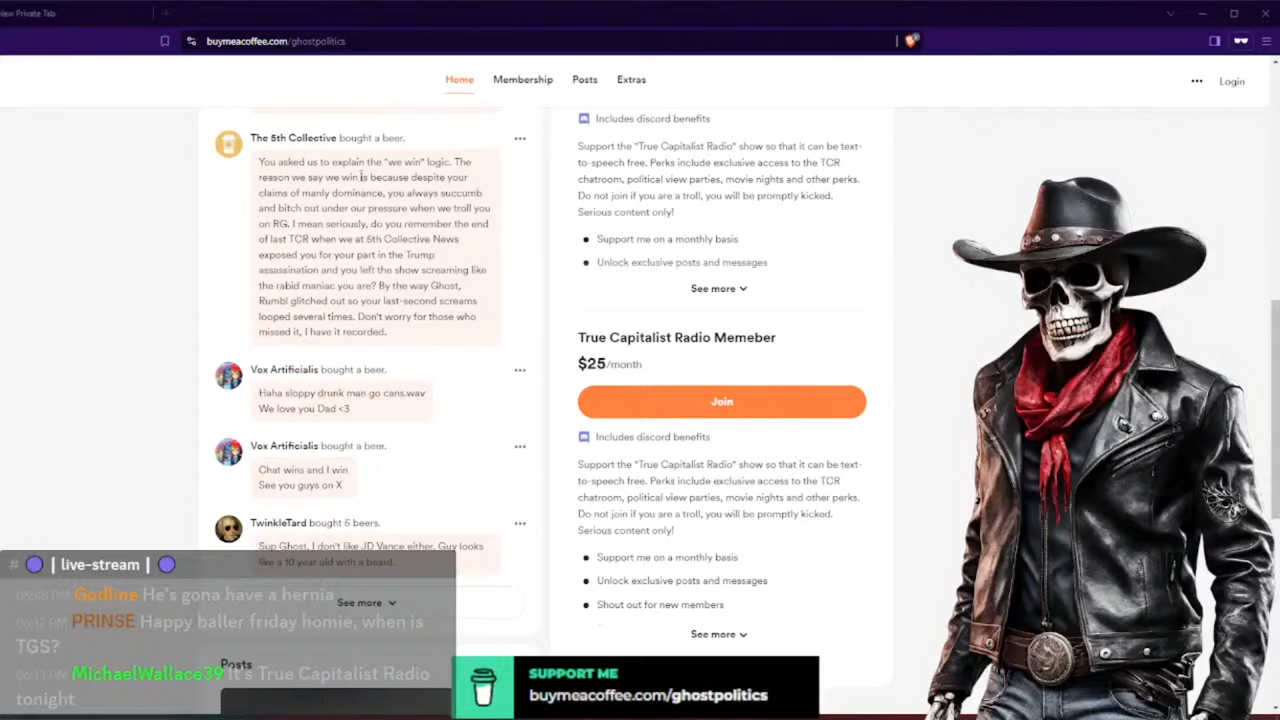 New Private Tab
buymeacoffee.com/ghostpolitics
Home
Membership
Posts
Extras
Login
The 5th Collective bought a beer.
You asked us to explain the "we win" logic. The
reason we say we win is because despite your
claims of manly dominance, you always succumb
and bitch out under our pressure when we troll you
on RG. I mean seriously, do you remember the end
of last TCR when we at 5th Collective News
exposed you for your part in the Trump
assassination and you left the show screaming like
the rabid maniac you are? By the way Ghost,
Rumbl glitched out so your last-second screams
looped several times. Don't worry for those who
missed it, I have it recorded.
Vox Artificialis bought a beer.
Haha sloppy drunk man go cans.wav
We love you Dad <3
Vox Artificialis bought a beer.
Chat wins and I win
See you guys on X
TwinkleTard bought 5 beers.
Sup Ghost, I don't like JD Vance either. Guy looks
like a 10 year old with a beard.
See more
Posts
Includes discord benefits
Support the "True Capitalist Radio" show so that it can be text-
to-speech free. Perks include exclusive access to the TCR
chatroom, political view parties, movie nights and other perks.
Do not join if you are a troll, you will be promptly kicked.
Serious content only!
Support me on a monthly basis
Unlock exclusive posts and messages
See more
True Capitalist Radio Memeber
$25/month
Join
Includes discord benefits
Support the "True Capitalist Radio" show so that it can be text-
to-speech free. Perks include exclusive access to the TCR
chatroom, political view parties, movie nights and other perks.
Do not join if you are a troll, you will be promptly kicked.
Serious content only!
Support me on a monthly basis
Unlock exclusive posts and messages
Shout out for new members
See more
# | live-stream |
Godline He's gona have a hernia
PRINSE Happy baller friday homie, when is
TGS?
MichaelWallace39 It's True Capitalist Radio
tonight
SUPPORT ME
buymeacoffee.com/ghostpolitics